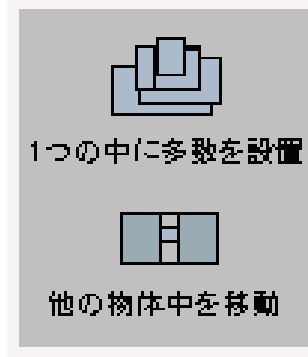 1つの中に多数を設置
他の物体中を移動